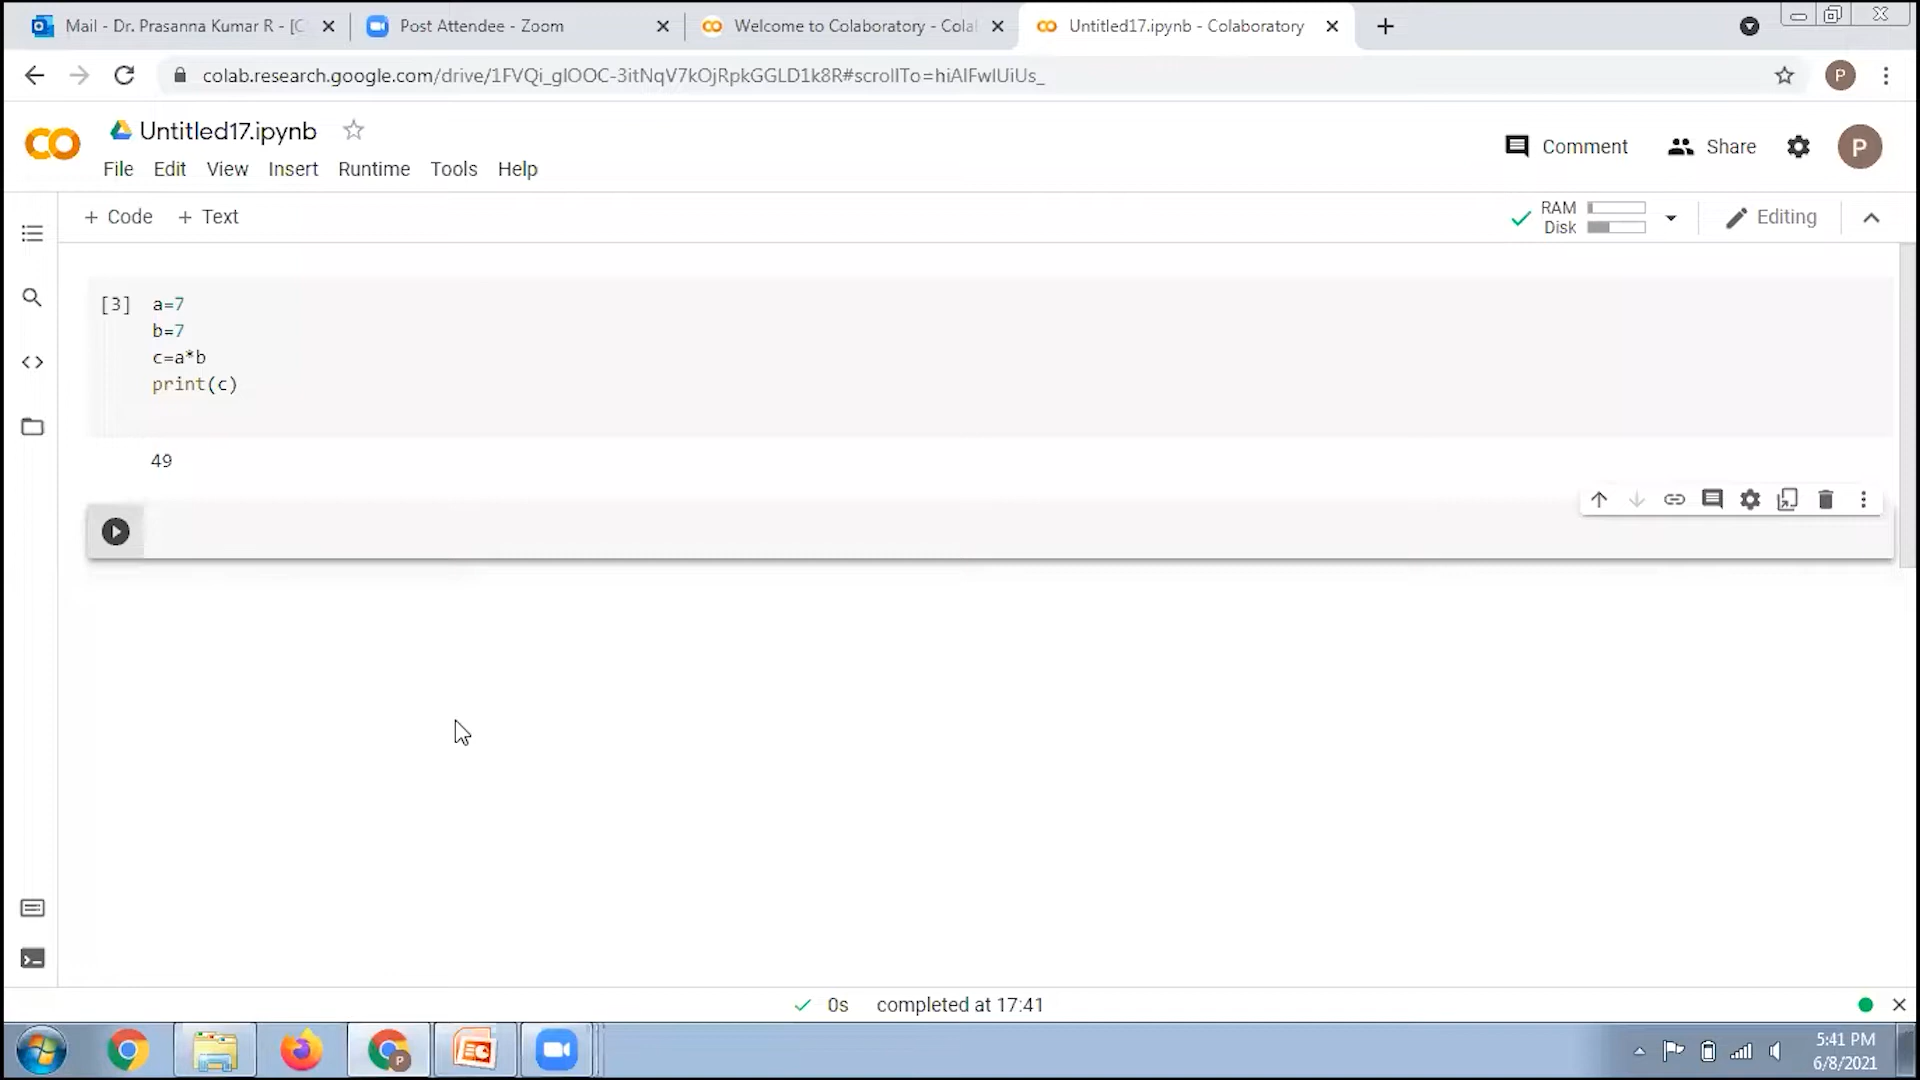 Mail - Dr. Prasanna Kumar R - [C
Post Attendee - Zoom
Welcome to Colaboratory - Cola
Untitled17.ipynb - Colaboratory
colab.research.google.com/drive/1FVQi_glOOC-3itNqV7kOjRpkGGLD1k8R#scrollTo=hiAlFwlUiUs_
P
CO
Untitled17.ipynb
Comment
Share
P
File Edit View Insert Runtime Tools Help
+ Code + Text
RAM
Disk
Editing
[3] a=7
b=7
c=a*b
print(c)
49
0s completed at 17:41
P
5:41 PM
6/8/2021